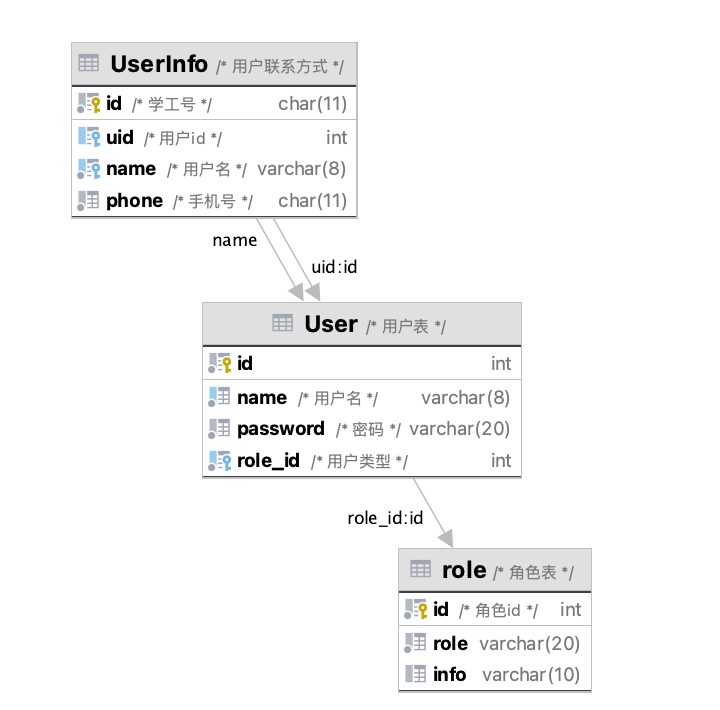 UserInfo /* 用户联系方式 */
id /* 学工号 */ char(11)
uid /* 用户id */ int
name /* 用户名 */ varchar(8)
phone /* 手机号 */ char(11)
name
uid:id
User /* 用户表 */
id int
name /* 用户名 */ varchar(8)
password /* 密码 */ varchar(20)
role_id /* 用户类型 */ int
role_id:id
role /* 角色表 */
id /* 角色id */ int
role varchar(20)
info varchar(10)